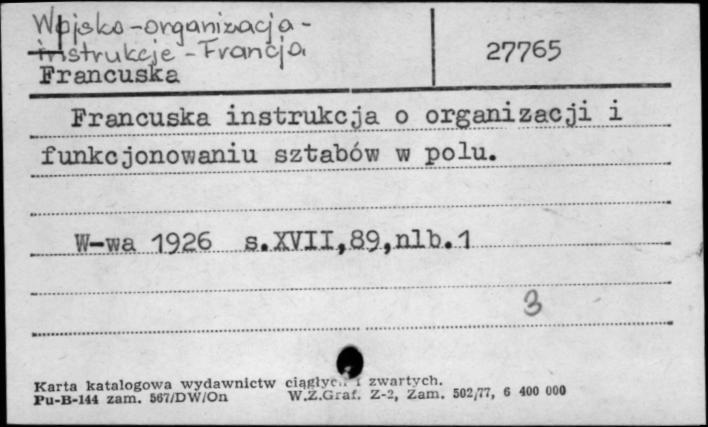 Wojsko-organizacja-
instrukcje-Francja
Francuska
27765
Francuska instrukcja o organizacji i
funkcjonowaniu sztabów w polu.
W-wa 1926 s.XVII,89,nlb.1
3
Karta katalogowa wydawnictw ciągłych i zwartych.
Pu-B-144 zam. 567/DW/On W.Z.Graf. Z-2, Zam. 502/77, 6 400 000